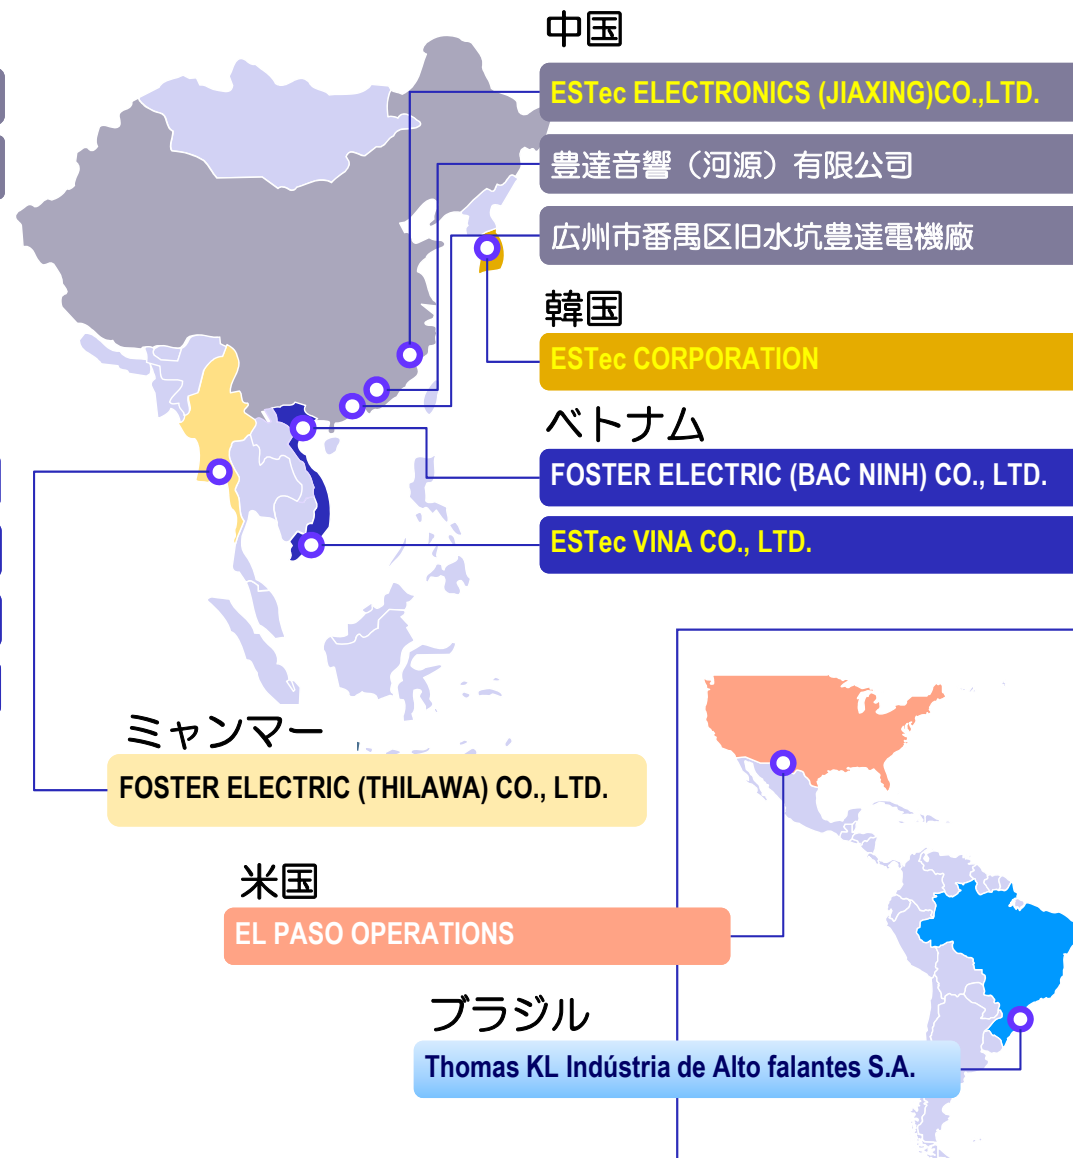 中国
ESTec ELECTRONICS (JIAXING)CO.,LTD.
豊達音響（河源）有限公司
広州市番禺区旧水坑豊達電機廠
韓国
ESTec CORPORATION
ベトナム
FOSTER ELECTRIC (BAC NINH) CO., LTD.
ESTec VINA CO., LTD.
ミャンマー
FOSTER ELECTRIC (THILAWA) CO., LTD.
米国
EL PASO OPERATIONS
ブラジル
Thomas KL Indústria de Alto falantes S.A.